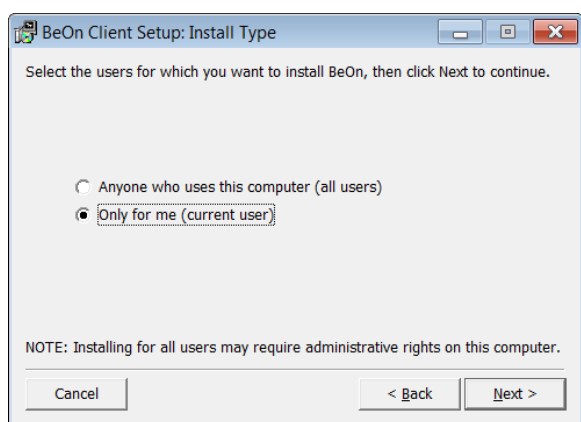 BeOn Client Setup: Install Type
Select the users for which you want to install BeOn, then click Next to continue.
Anyone who uses this computer (all users)
Only for me (current user)
NOTE: Installing for all users may require administrative rights on this computer.
Cancel
< Back
Next >